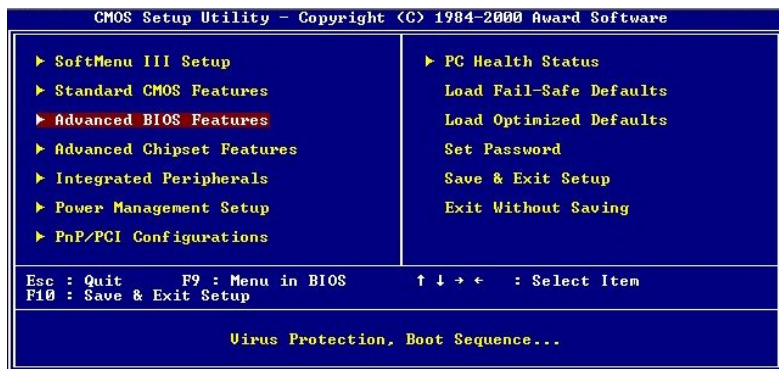 CMOS Setup Utility - Copyright (C) 1984-2000 Award Software
▶ SoftMenu III Setup
▶ Standard CMOS Features
▶ Advanced BIOS Features
▶ Advanced Chipset Features
▶ Integrated Peripherals
▶ Power Management Setup
▶ PnP/PCI Configurations
▶ PC Health Status
Load Fail-Safe Defaults
Load Optimized Defaults
Set Password
Save & Exit Setup
Exit Without Saving
Esc : Quit F9 : Menu in BIOS ↑ ↓ → ← : Select Item
F10 : Save & Exit Setup
Virus Protection, Boot Sequence...